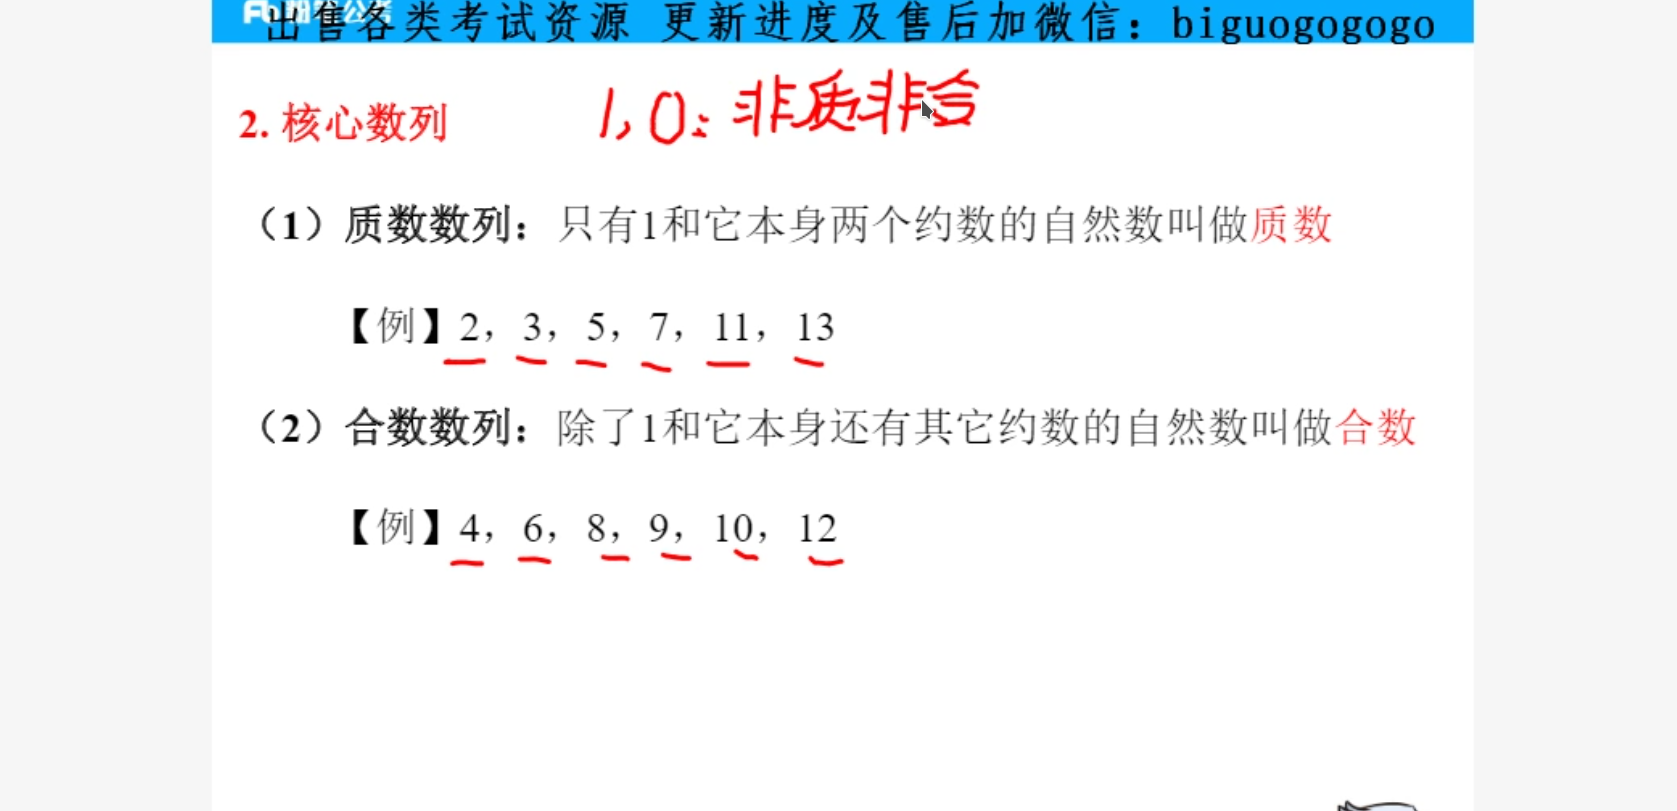 出售各类考试资源 更新进度及售后加微信：biguogogogo
2. 核心数列
1,0：非质非合
（1）质数数列：只有1和它本身两个约数的自然数叫做质数
【例】2，3，5，7，11，13
（2）合数数列：除了1和它本身还有其它约数的自然数叫做合数
【例】4，6，8，9，10，12